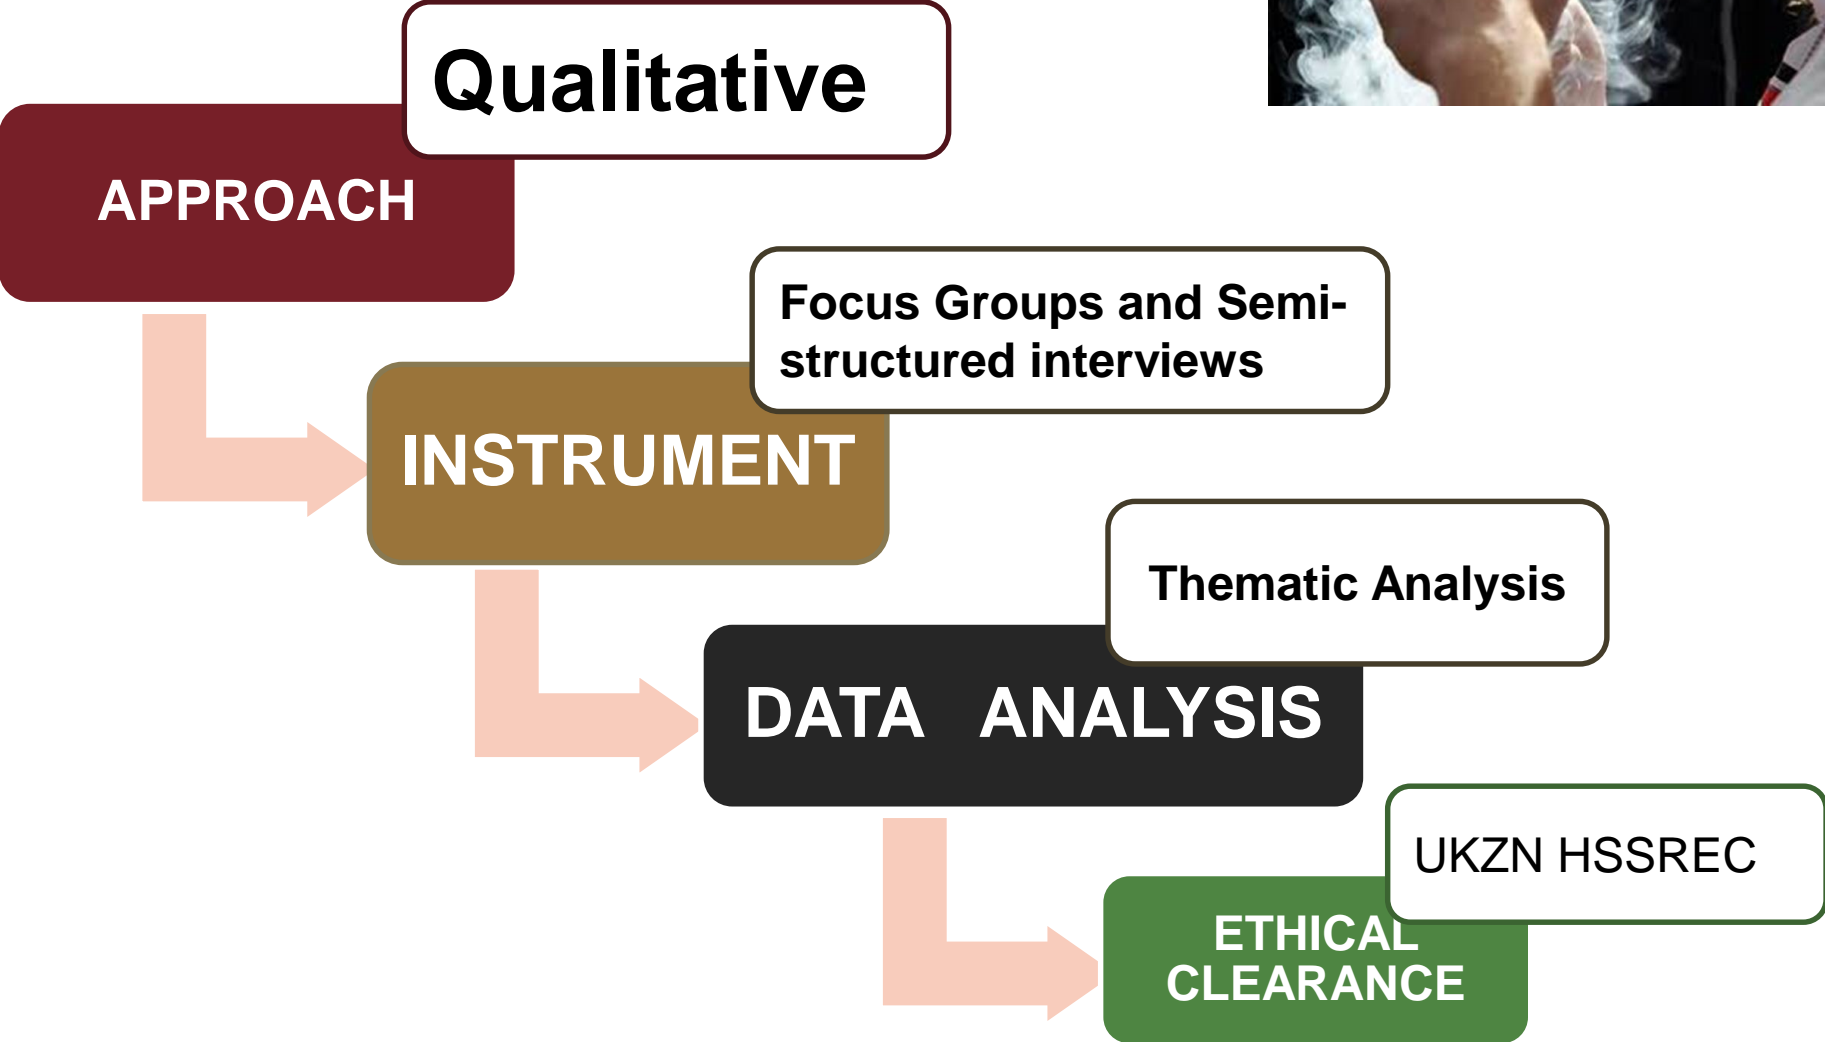 Qualitative
APPROACH
Focus Groups and Semi-
structured interviews
INSTRUMENT
Thematic Analysis
DATA ANALYSIS
UKZN HSSREC
ETHICAL
CLEARANCE